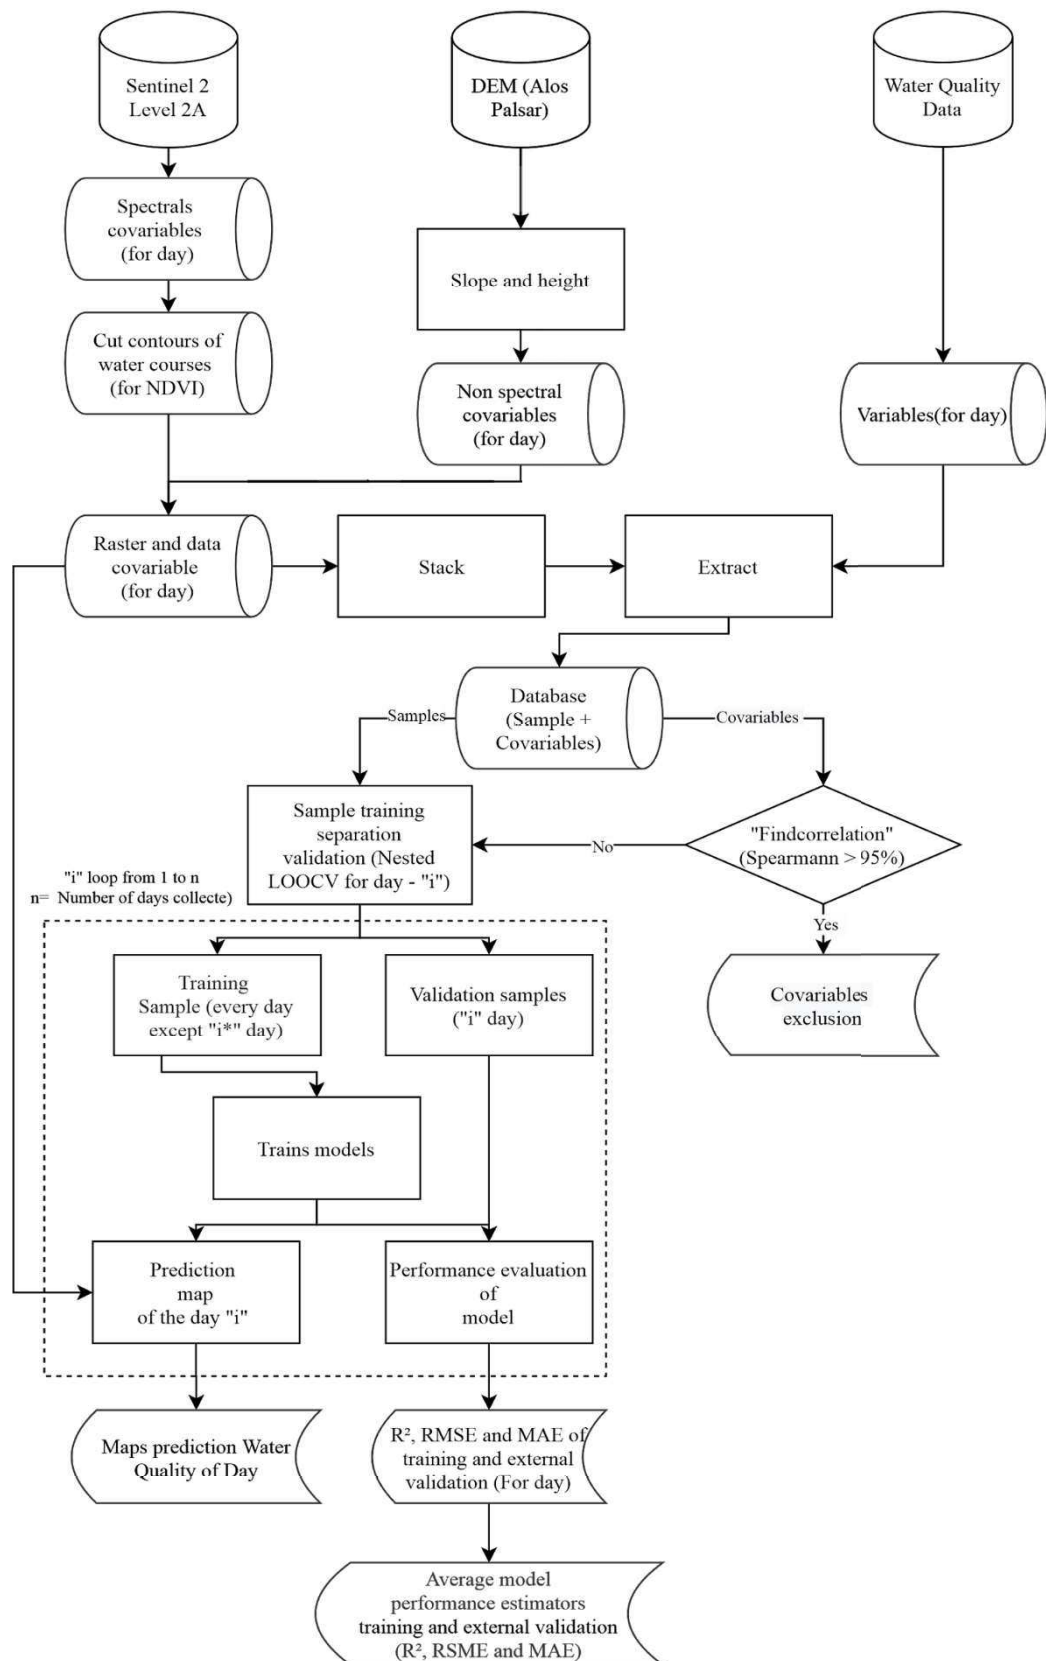 Sentinel 2
Level 2A
DEM (Alos
Palsar)
Water Quality
Data
Spectrals
covariables
(for day)
Slope and height
Cut contours of
water courses
(for NDVI)
Non spectral
covariables
(for day)
Variables(for day)
Raster and data
covariable
(for day)
Stack
Extract
Database
(Sample +
Covariables)
Samples
Covariables
Sample training
separation
validation (Nested
LOOCV for day - "i")
No
"Findcorrelation"
(Spearmann > 95%)
"i" loop from 1 to n
n= Number of days collecte)
Yes
Training
Sample (every day
except "i*" day)
Validation samples
("i" day)
Covariables
exclusion
Trains models
Prediction
map
of the day "i"
Performance evaluation
of
model
Maps prediction Water
Quality of Day
R², RMSE and MAE of
training and external
validation (For day)
Average model
performance estimators
training and external validation
(R², RSME and MAE)